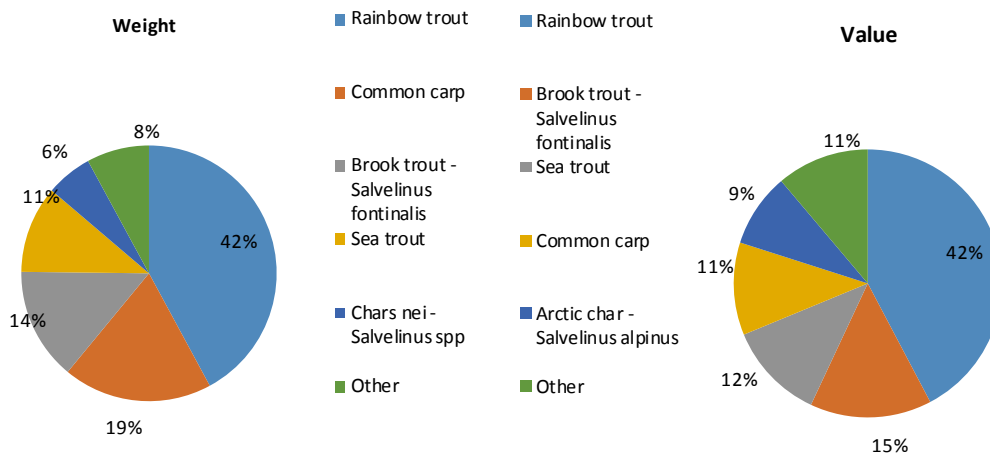 Weight
8%
6%
11%
42%
14%
19%
Rainbow trout
Common carp
Brook trout -
Salvelinus
fontinalis
Sea trout
Chars nei -
Salvelinus spp
Other
Rainbow trout
Brook trout -
Salvelinus
fontinalis
Sea trout
Common carp
Arctic char -
Salvelinus alpinus
Other
Value
11%
9%
42%
11%
12%
15%